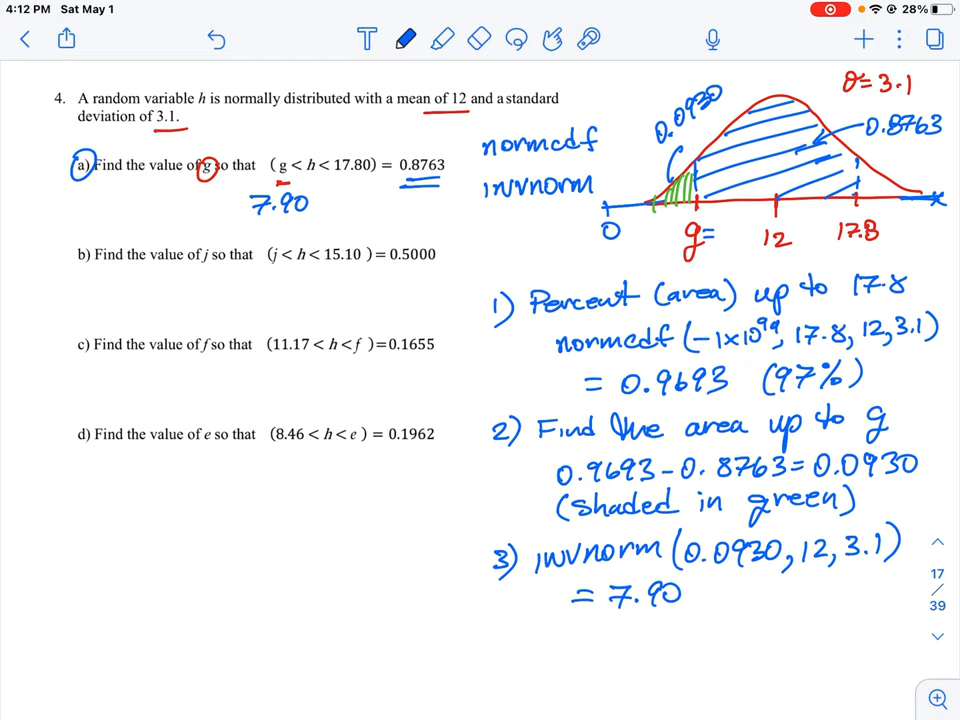 4:12 PM Sat May 1
28%
4. A random variable h is normally distributed with a mean of 12 and a standard
deviation of 3.1.
a) Find the value of g so that ( g < h < 17.80) = 0.8763
7.90
b) Find the value of j so that (j < h < 15.10 ) = 0.5000
c) Find the value of f so that (11.17 < h < f )=0.1655
d) Find the value of e so that (8.46 < h < e ) = 0.1962
normcdf
invnorm
0.0930
σ = 3.1
0.8763
0
g=
12
17.8
x
1) Percent (area) up to 17.8
normcdf (-1x10^99, 17.8, 12, 3.1)
= 0.9693 (97%)
2) Find the area up to g
0.9693 - 0.8763 = 0.0930
(shaded in green)
3) invnorm (0.0930, 12, 3.1)
= 7.90
17
/
39